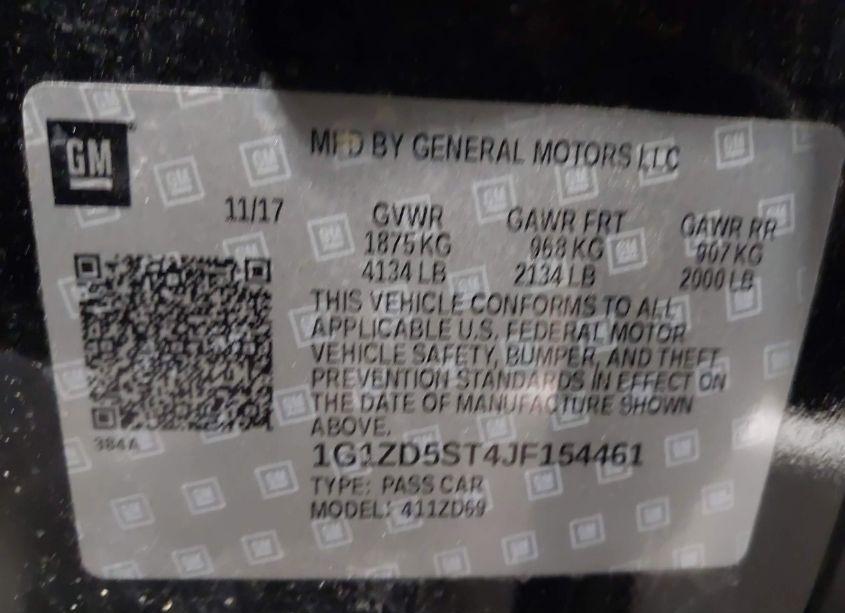 GM
MFD BY GENERAL MOTORS LLC
11/17
GVWR GAWR FRT GAWR RR
1875 KG 968 KG 907 KG
4134 LB 2134 LB 2000 LB
THIS VEHICLE CONFORMS TO ALL
APPLICABLE U.S. FEDERAL MOTOR
VEHICLE SAFETY, BUMPER, AND THEFT
PREVENTION STANDARDS IN EFFECT ON
THE DATE OF MANUFACTURE SHOWN
ABOVE.
384A
1G1ZD5ST4JF154461
TYPE: PASS CAR
MODEL: 411ZD69